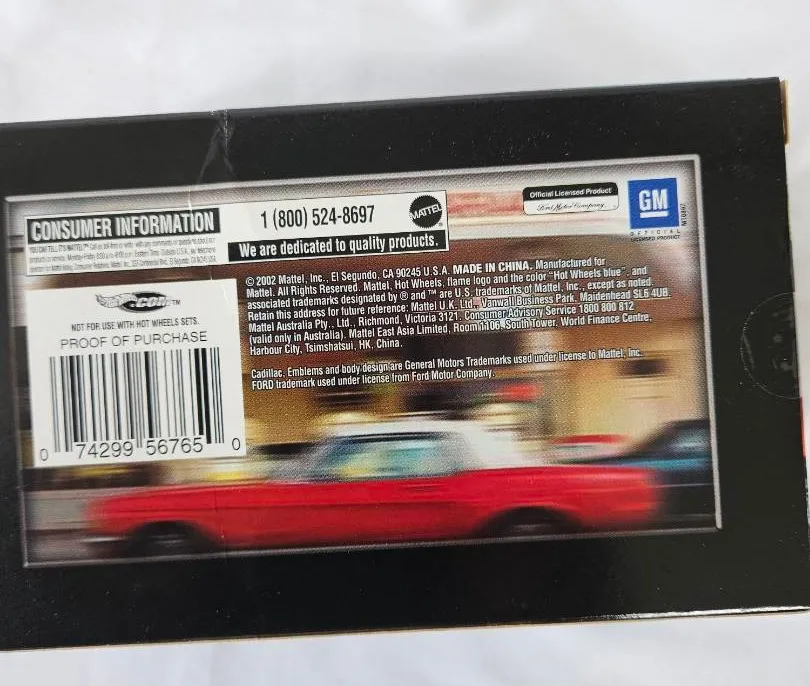 CONSUMER INFORMATION
1 (800) 524-8697
We are dedicated to quality products.
MATTEL
Official Licensed Product
Ford Motor Company
GM
OFFICIAL
LICENSED PRODUCT
© 2002 Mattel, Inc., El Segundo, CA 90245 U.S.A. MADE IN CHINA. Manufactured for
Mattel. All Rights Reserved. Mattel, Hot Wheels, flame logo and the color "Hot Wheels blue", and
associated trademarks designated by ® and ™ are U.S. trademarks of Mattel, Inc., except as noted.
Retain this address for future reference: Mattel U.K. Ltd., Vanwall Business Park, Maidenhead SL6 4UB.
Mattel Australia Pty., Ltd., Richmond, Victoria 3121. Consumer Advisory Service 1800 800 812
(valid only in Australia). Mattel East Asia Limited, Room 1106, South Tower, World Finance Centre,
Harbour City, Tsimshatsui, HK, China.
Cadillac, Emblems and body design are General Motors Trademarks used under license to Mattel, Inc.
FORD trademark used under license from Ford Motor Company.
.COM™
NOT FOR USE WITH HOT WHEELS SETS.
PROOF OF PURCHASE
0 74299 56765 0